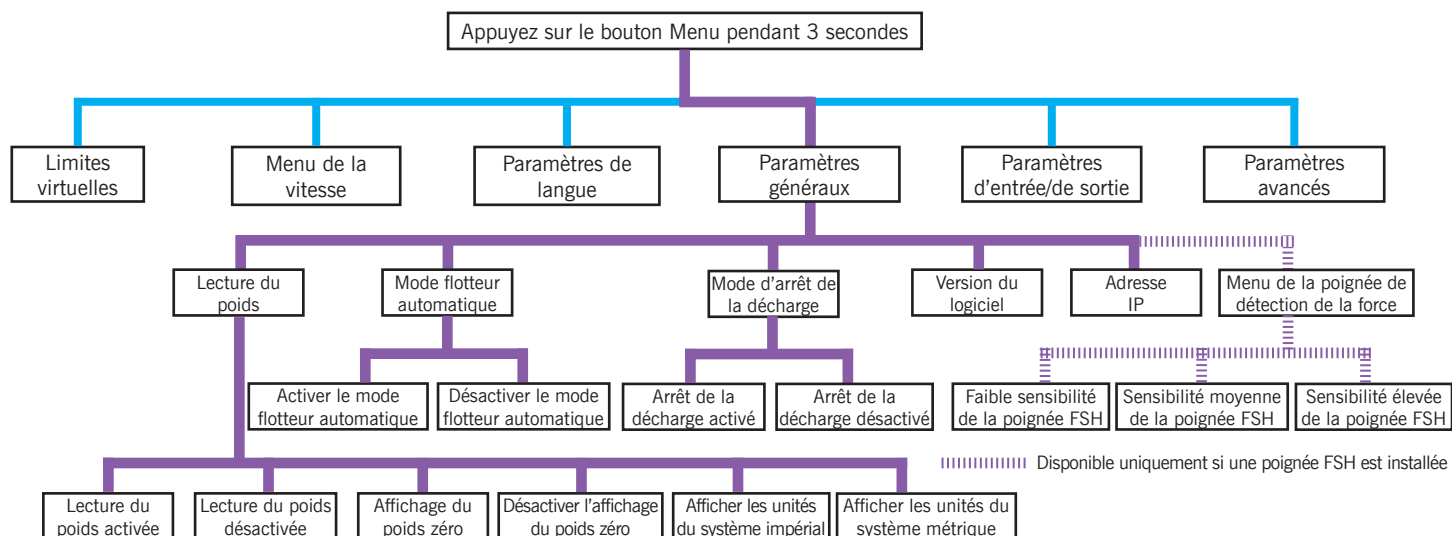 Appuyez sur le bouton Menu pendant 3 secondes
Limites
virtuelles
Menu de la
vitesse
Paramètres de
langue
Paramètres
généraux
Paramètres
d'entrée/de sortie
Paramètres
avancés
Lecture du
poids
Mode flotteur
automatique
Mode d'arrêt de
la décharge
Version du
logiciel
Adresse
IP
Menu de la poignée de
détection de la force
Activer le mode
flotteur automatique
Désactiver le mode
flotteur automatique
Arrêt de la
décharge activé
Arrêt de la
décharge désactivé
Faible sensibilité
de la poignée FSH
Sensibilité moyenne
de la poignée FSH
Sensibilité élevée
de la poignée FSH
Disponible uniquement si une poignée FSH est installée
Lecture du
poids activée
Lecture du poids
désactivée
Affichage du
poids zéro
Désactiver l'affichage
du poids zéro
Afficher les unités
du système impérial
Afficher les unités du
système métrique